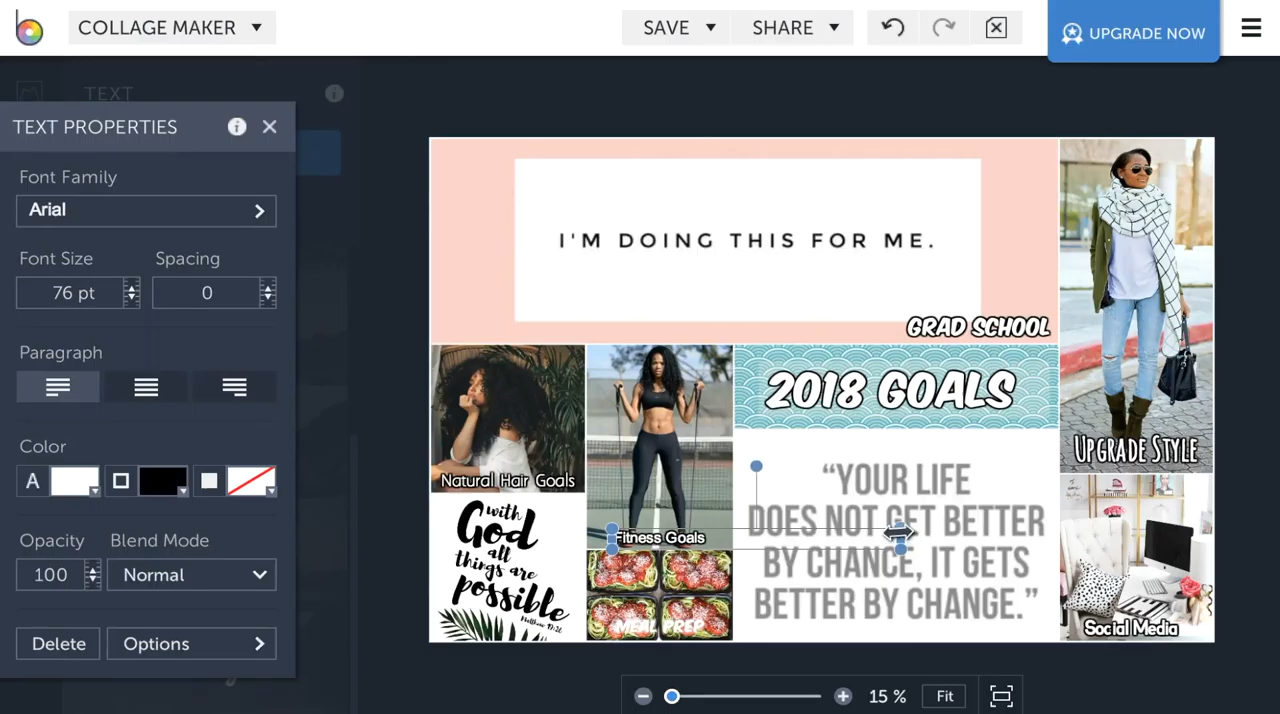 COLLAGE MAKER
SAVE
SHARE
UPGRADE NOW
TEXT
TEXT PROPERTIES
Font Family
Arial
Font Size
Spacing
76 pt
0
Paragraph
Color
A
Opacity
Blend Mode
100
Normal
Delete
Options
I'M DOING THIS FOR ME.
GRAD SCHOOL
2018 GOALS
Natural Hair Goals
Fitness Goals
with
God
all
things are
possible
Matthew 19:26
MEAL PREP
“YOUR LIFE
DOES NOT GET BETTER
BY CHANCE, IT GETS
BETTER BY CHANGE.”
UPGRADE STYLE
Social Media
15 %
Fit